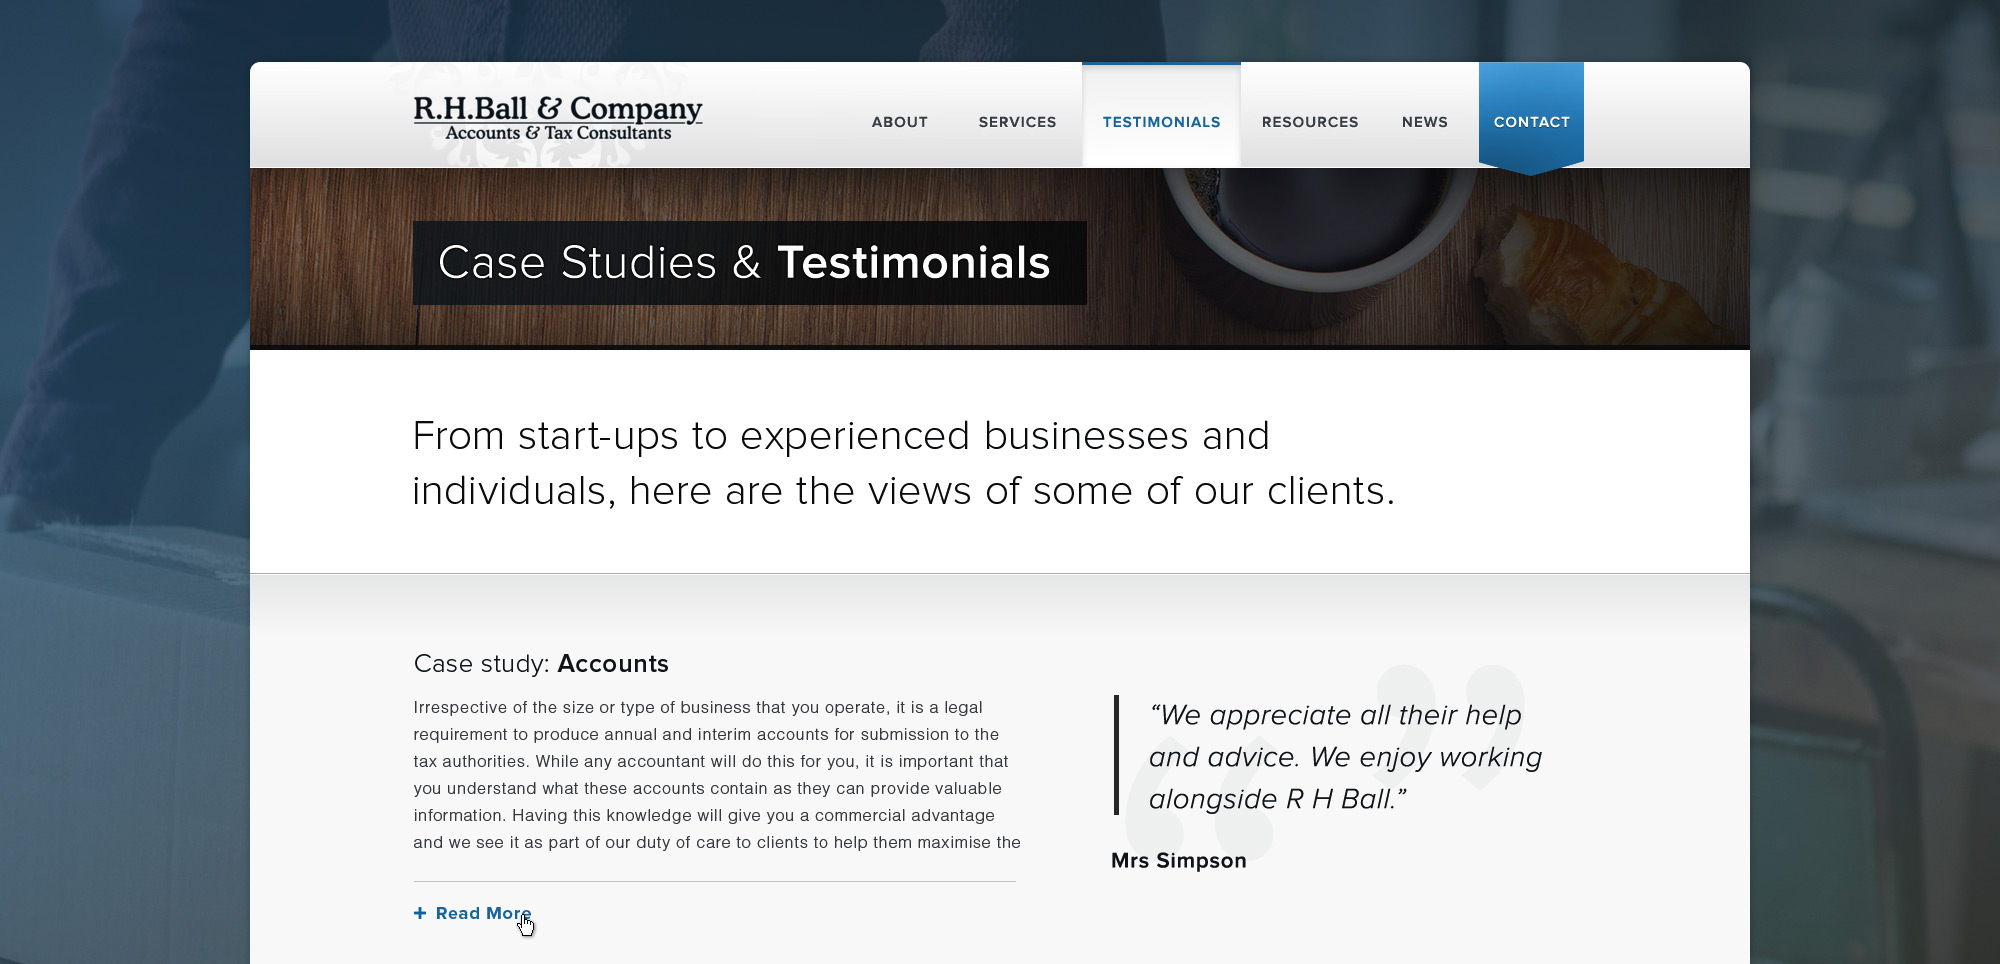 R.H.Ball & Company
Accounts & Tax Consultants
ABOUT SERVICES TESTIMONIALS RESOURCES NEWS CONTACT
Case Studies & Testimonials
From start-ups to experienced businesses and
individuals, here are the views of some of our clients.
Case study: Accounts
Irrespective of the size or type of business that you operate, it is a legal
requirement to produce annual and interim accounts for submission to the
tax authorities. While any accountant will do this for you, it is important that
you understand what these accounts contain as they can provide valuable
information. Having this knowledge will give you a commercial advantage
and we see it as part of our duty of care to clients to help them maximise the
+ Read More
“We appreciate all their help
and advice. We enjoy working
alongside R H Ball.”
Mrs Simpson